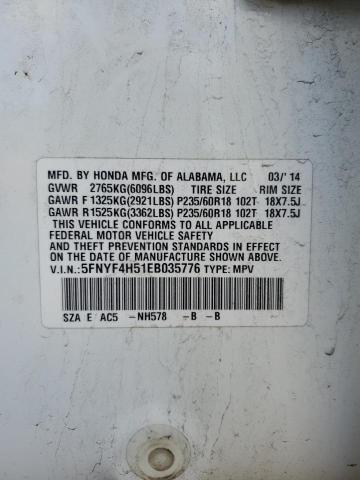 MFD. BY HONDA MFG. OF ALABAMA, LLC 03/'14
GVWR 2765KG(6096LBS) TIRE SIZE RIM SIZE
GAWR F 1325KG(2921LBS) P235/60R18 102T 18X7.5J
GAWR R 1525KG(3362LBS) P235/60R18 102T 18X7.5J
THIS VEHICLE CONFORMS TO ALL APPLICABLE
FEDERAL MOTOR VEHICLE SAFETY
AND THEFT PREVENTION STANDARDS IN EFFECT
ON THE DATE OF MANUFACTURE SHOWN ABOVE.
V.I.N.: 5FNYF4H51EB035776 TYPE: MPV
SZA E AC5 -NH578 -B -B